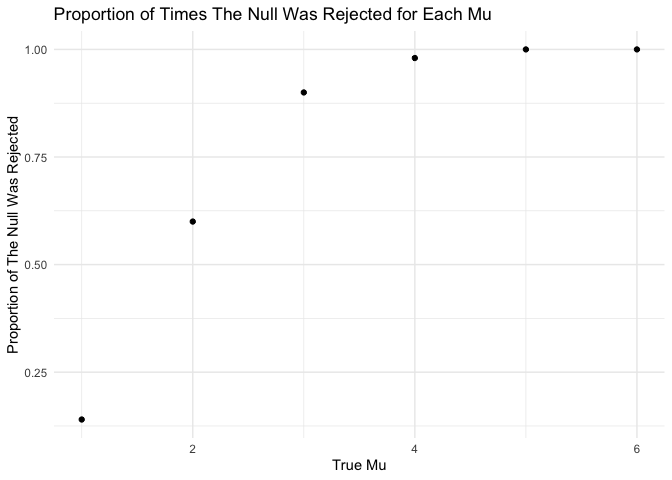 Proportion of Times The Null Was Rejected for Each Mu
1.00
0.75
0.50
0.25
Proportion of The Null Was Rejected
2
4
6
True Mu